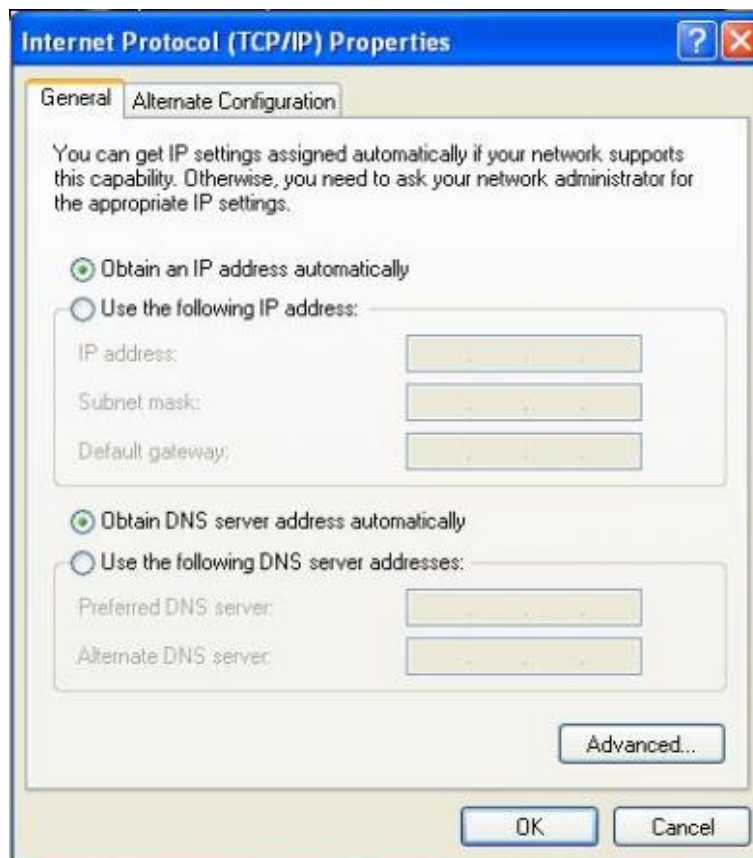 Internet Protocol (TCP/IP) Properties
General
Alternate Configuration
You can get IP settings assigned automatically if your network supports
this capability. Otherwise, you need to ask your network administrator for
the appropriate IP settings.
Obtain an IP address automatically
Use the following IP address:
IP address:
Subnet mask:
Default gateway:
Obtain DNS server address automatically
Use the following DNS server addresses:
Preferred DNS server:
Alternate DNS server:
Advanced...
OK
Cancel